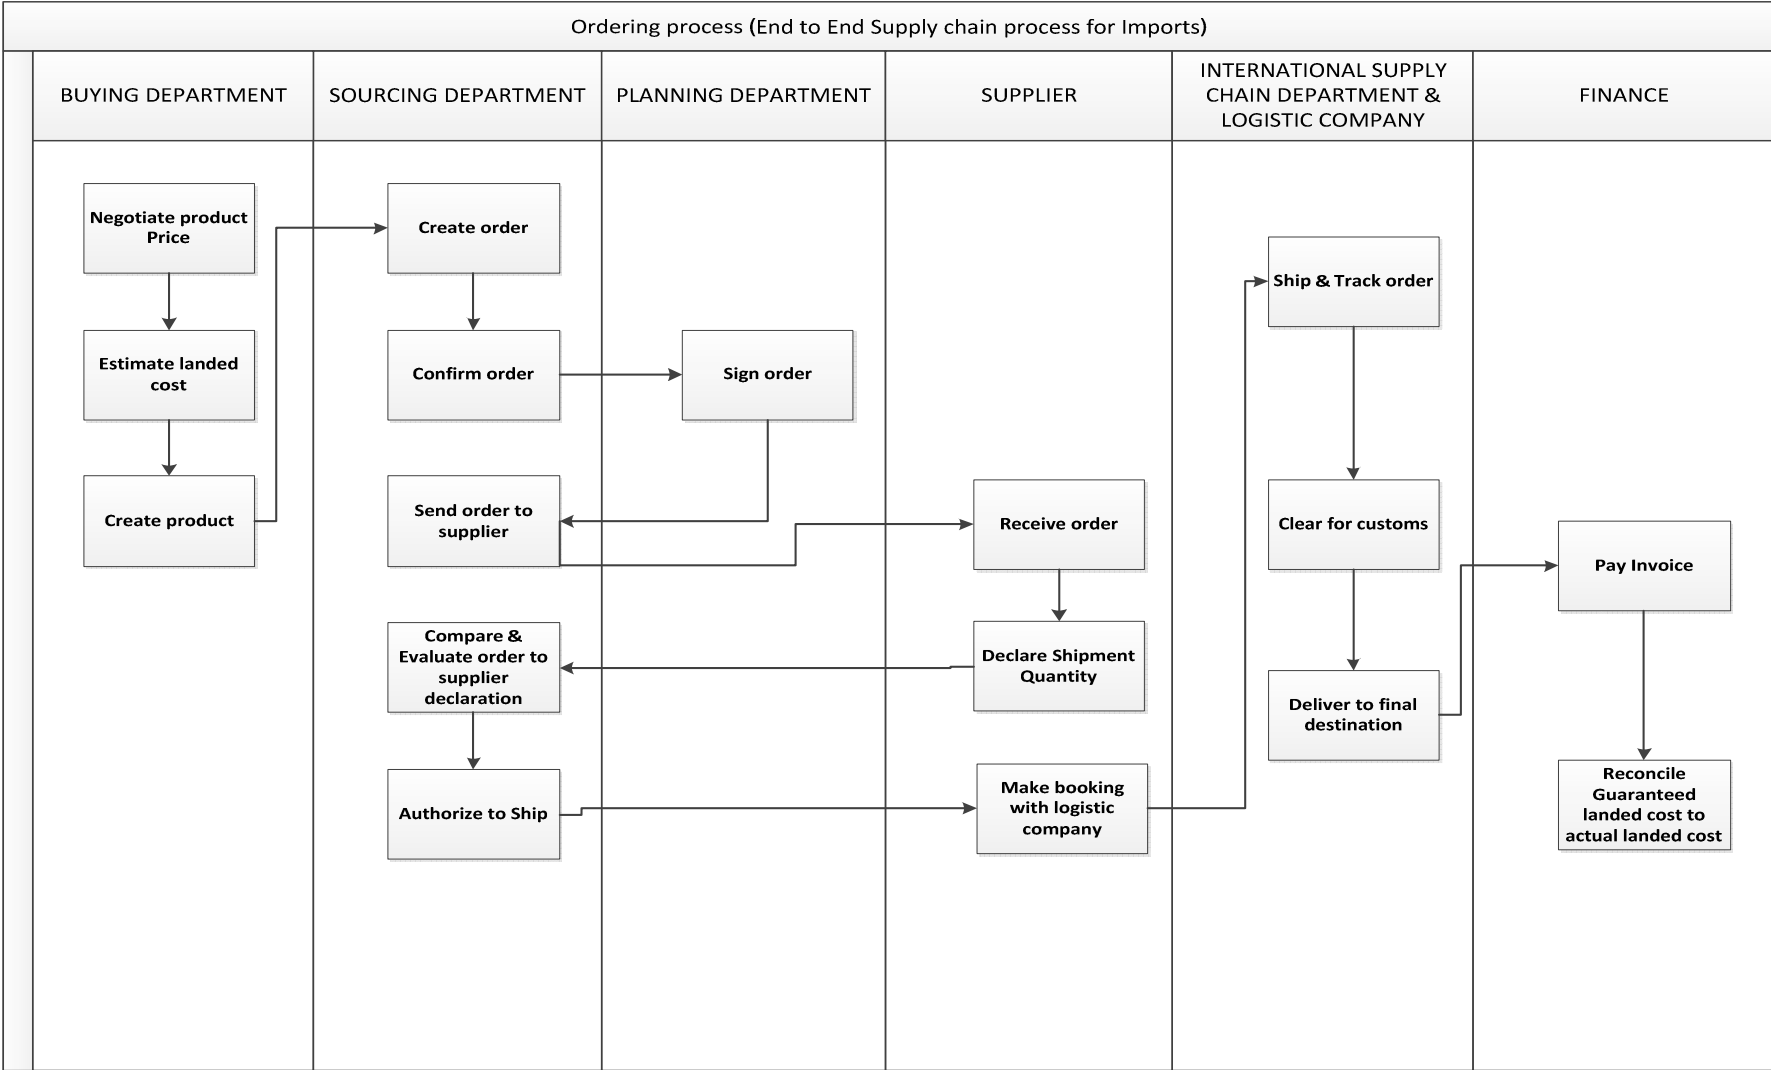 Ordering process (End to End Supply chain process for Imports)
BUYING DEPARTMENT
SOURCING DEPARTMENT
PLANNING DEPARTMENT
SUPPLIER
INTERNATIONAL SUPPLY
CHAIN DEPARTMENT &
LOGISTIC COMPANY
FINANCE
Negotiate product
Price
Estimate landed
cost
Create product
Create order
Confirm order
Sign order
Send order to
supplier
Receive order
Declare Shipment
Quantity
Compare &
Evaluate order to
supplier
declaration
Authorize to Ship
Make booking
with logistic
company
Ship & Track order
Clear for customs
Deliver to final
destination
Pay Invoice
Reconcile
Guaranteed
landed cost to
actual landed cost